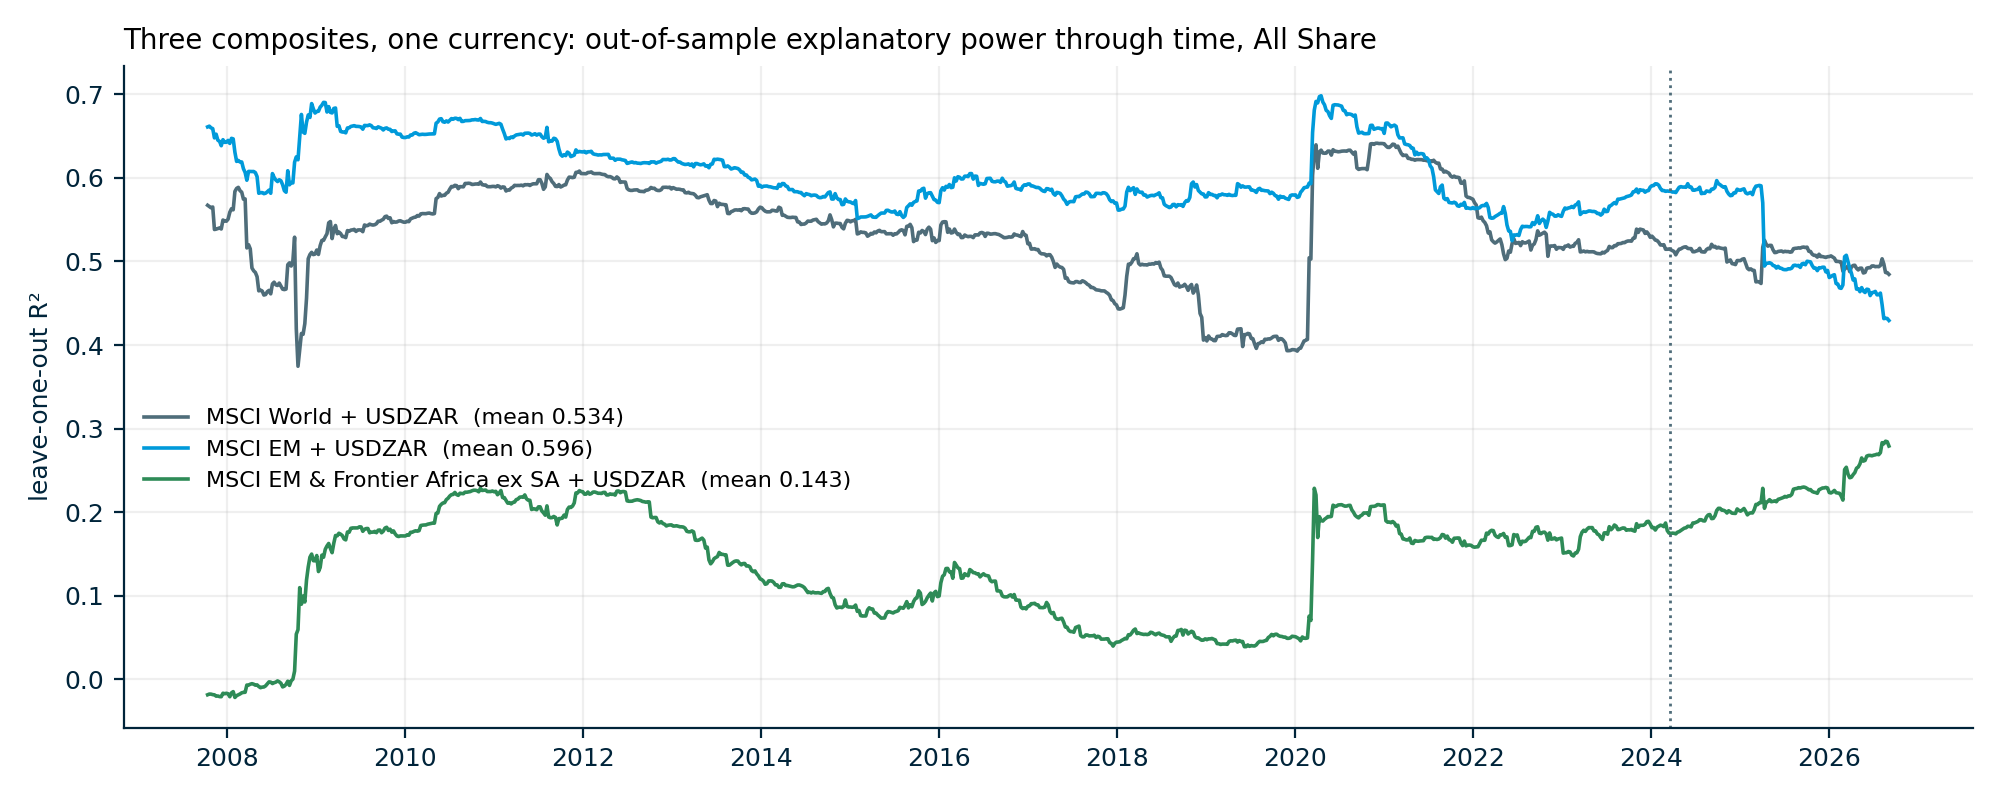 Three composites, one currency: out-of-sample explanatory power through time, All Share
leave-one-out R²
0.7
0.6
0.5
0.4
0.3
0.2
0.1
0.0
MSCI World + USDZAR (mean 0.534)
MSCI EM + USDZAR (mean 0.596)
MSCI EM & Frontier Africa ex SA + USDZAR (mean 0.143)
2008 2010 2012 2014 2016 2018 2020 2022 2024 2026